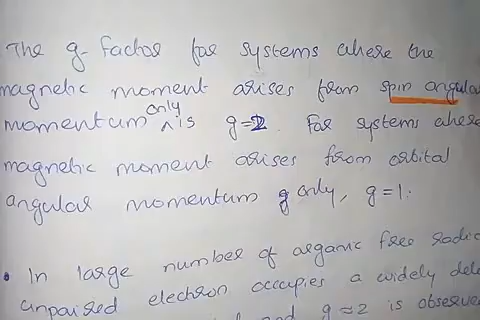 The g-factor for systems where the
magnetic moment arises from spin angular
momentum only is g=2. For systems where
magnetic moment arises from orbital
angular momentum only, g=1.
• In large number of organic free radic
unpaired electron occupies a widely del
and g≈2 is observe